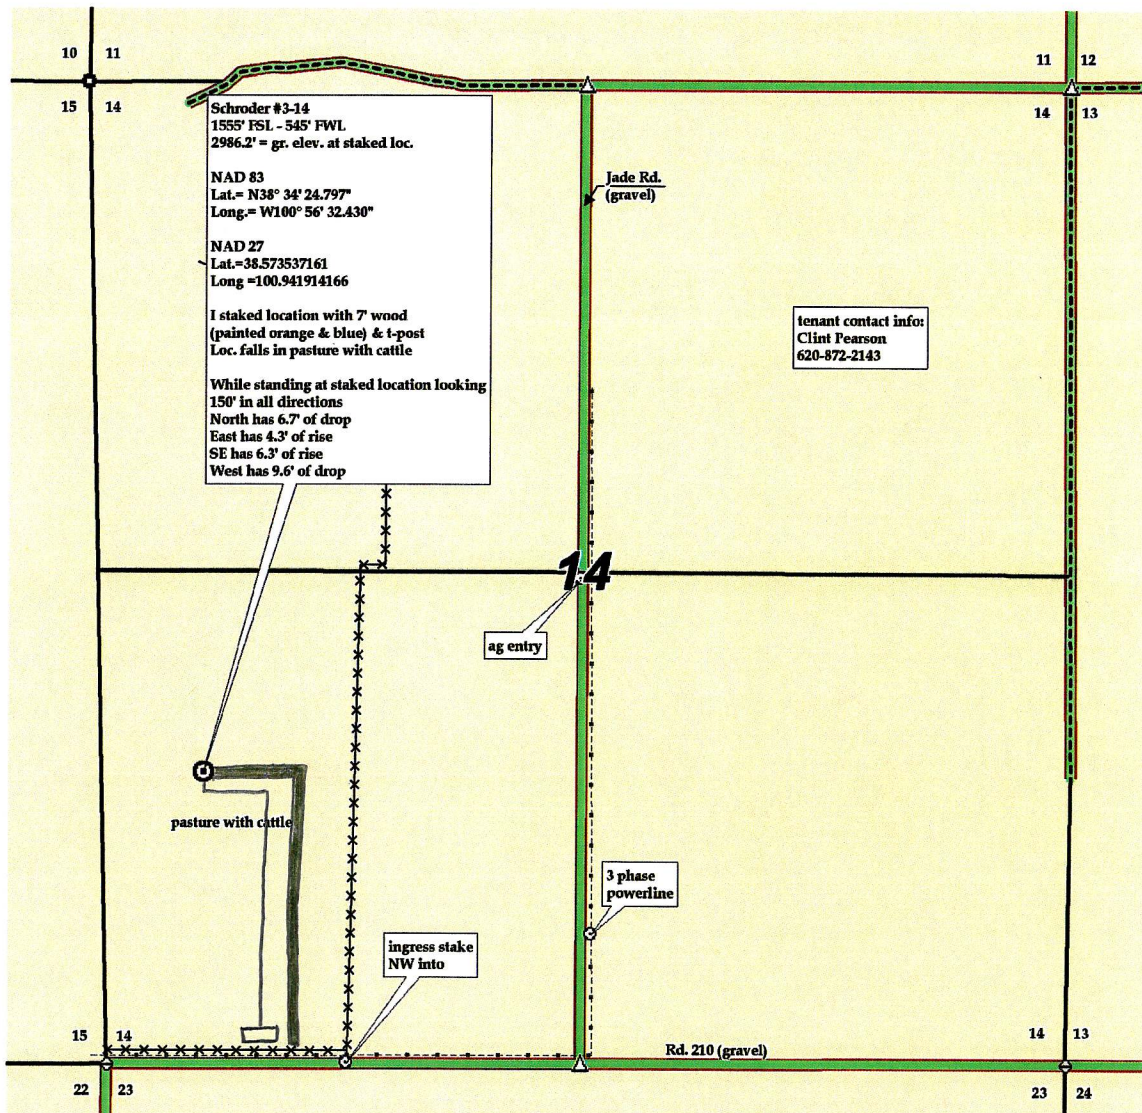 10 11
11 12
15 14
14 13
Schroder #3-14
1555' FSL - 545' FWL
2986.2' = gr. elev. at staked loc.
NAD 83
Lat.= N38° 34' 24.797"
Long.= W100° 56' 32.430"
NAD 27
Lat.=38.573537161
Long =100.941914166
I staked location with 7' wood
(painted orange & blue) & t-post
Loc. falls in pasture with cattle
While standing at staked location looking
150' in all directions
North has 6.7' of drop
East has 4.3' of rise
SE has 6.3' of rise
West has 9.6' of drop
Jade Rd.
(gravel)
tenant contact info:
Clint Pearson
620-872-2143
14
ag entry
pasture with cattle
3 phase
powerline
ingress stake
NW into
15 14
14 13
Rd. 210 (gravel)
22 23
23 24